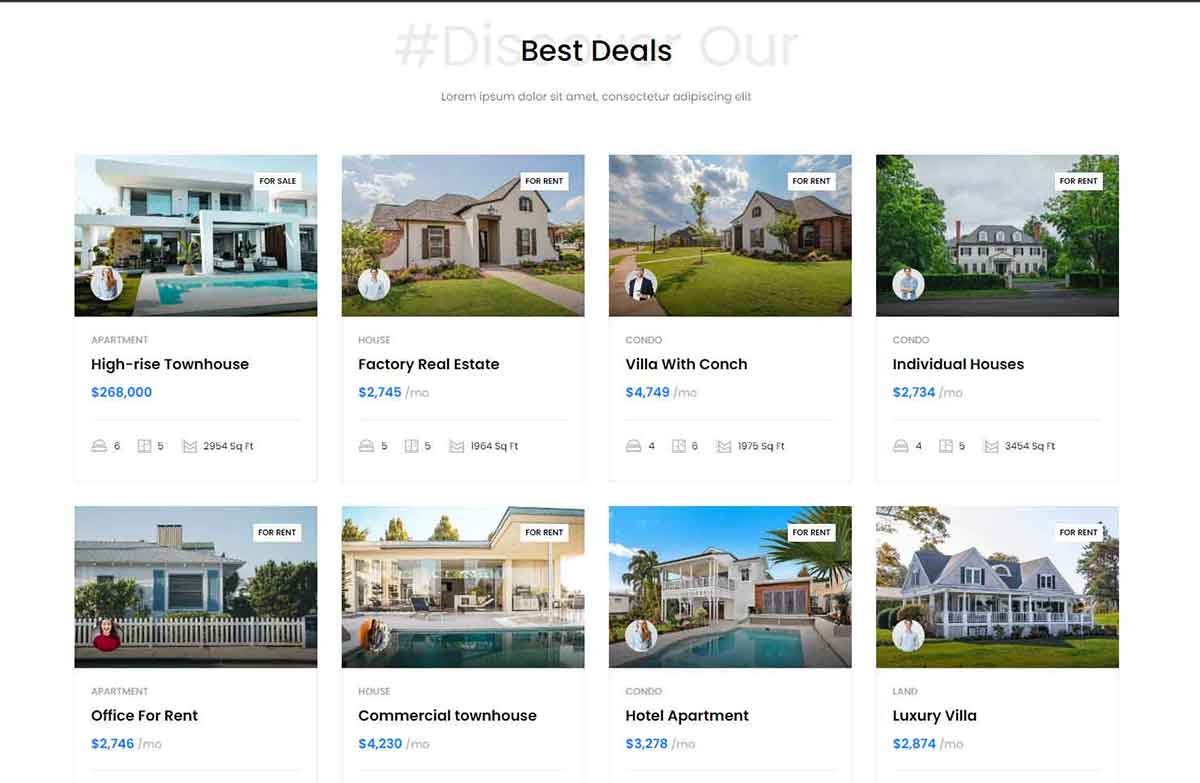 #Discover Our
Best Deals
Lorem ipsum dolor sit amet, consectetur adipiscing elit
FOR SALE
APARTMENT
High-rise Townhouse
$268,000
6 5 2954 Sq Ft
FOR RENT
HOUSE
Factory Real Estate
$2,745 /mo
5 5 1964 Sq Ft
FOR RENT
CONDO
Villa With Conch
$4,749 /mo
4 6 1975 Sq Ft
FOR RENT
CONDO
Individual Houses
$2,734 /mo
4 5 3454 Sq Ft
FOR RENT
APARTMENT
Office For Rent
$2,746 /mo
FOR RENT
HOUSE
Commercial townhouse
$4,230 /mo
FOR RENT
CONDO
Hotel Apartment
$3,278 /mo
FOR RENT
LAND
Luxury Villa
$2,874 /mo